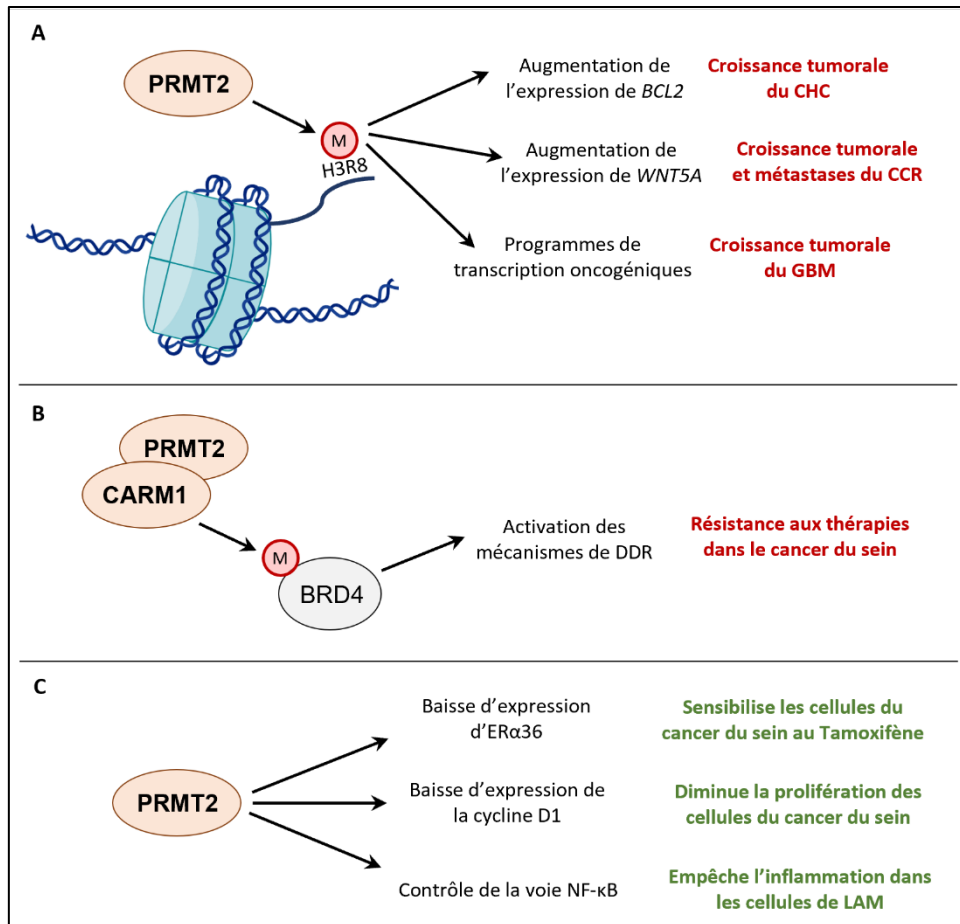 A
PRMT2
M
H3R8
Augmentation de
l’expression de BCL2
Croissance tumorale
du CHC
Augmentation de
l’expression de WNT5A
Croissance tumorale
et métastases du CCR
Programmes de
transcription oncogéniques
Croissance tumorale
du GBM
B
PRMT2
CARM1
M
BRD4
Activation des
mécanismes de DDR
Résistance aux thérapies
dans le cancer du sein
C
PRMT2
Baisse d’expression
d’ERα36
Sensibilise les cellules du
cancer du sein au Tamoxifène
Baisse d’expression de
la cycline D1
Diminue la prolifération des
cellules du cancer du sein
Contrôle de la voie NF-κB
Empêche l’inflammation dans
les cellules de LAM